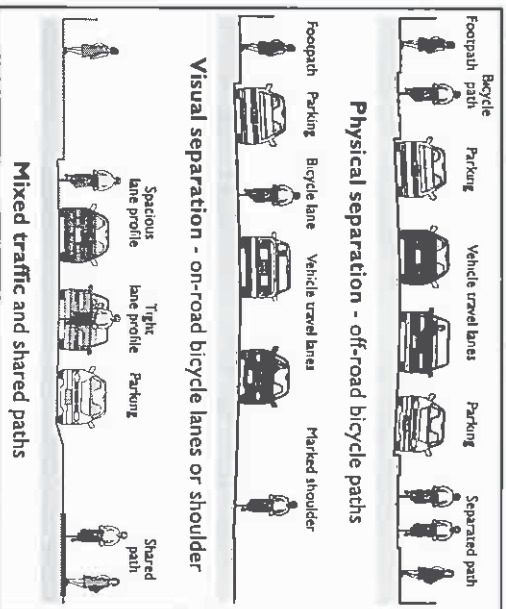 Bicycle
Footpath path Parking Vehicle travel lanes Parking Separated path
Physical separation - off-road bicycle paths
Footpath Parking Bicycle lane Vehicle travel lanes Marked shoulder
Visual separation - on-road bicycle lanes or shoulder
Spacious
lane profile
Tight
lane profile
Parking
Shared
path
Mixed traffic and shared paths